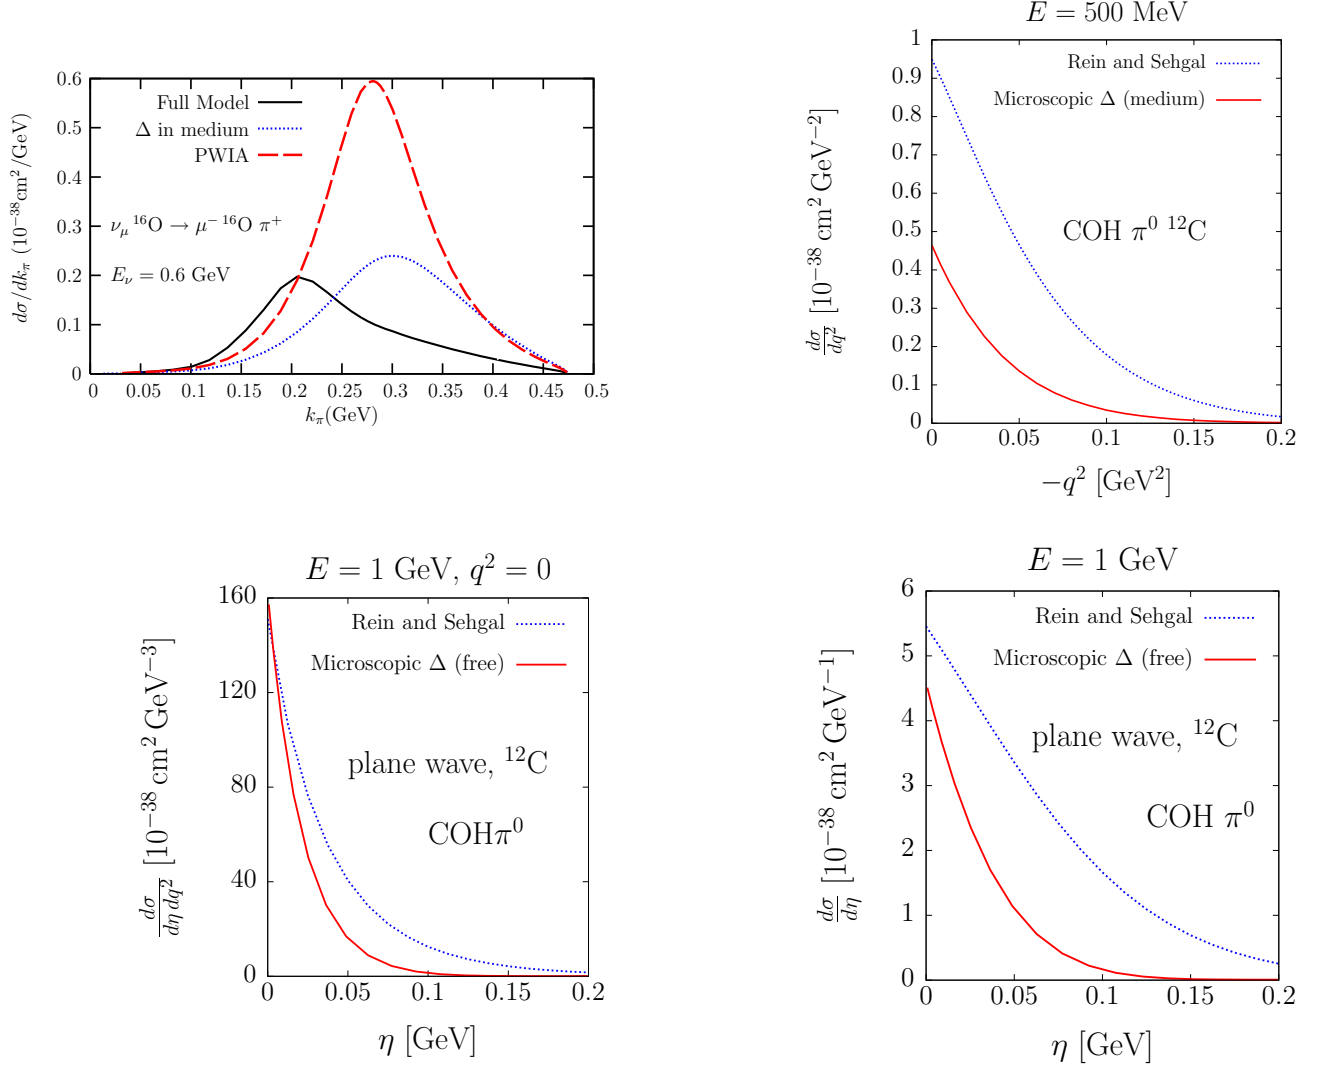 0.6
0.5
0.4
0.3
0.2
0.1
0
dσ/dk_π (10⁻³⁸cm²/GeV)
Full Model
Δ in medium
PWIA
ν_μ ¹⁶O → μ⁻ ¹⁶O π⁺
E_ν = 0.6 GeV
0 0.05 0.1 0.15 0.2 0.25 0.3 0.35 0.4 0.45 0.5
k_π(GeV)
E = 500 MeV
1
0.9
0.8
0.7
0.6
0.5
0.4
0.3
0.2
0.1
0
dσ/dq² [10⁻³⁸ cm² GeV⁻²]
Rein and Sehgal
Microscopic Δ (medium)
COH π⁰ ¹²C
0 0.05 0.1 0.15 0.2
−q² [GeV²]
E = 1 GeV, q² = 0
160
120
80
40
0
dσ/dη dq² [10⁻³⁸ cm² GeV⁻³]
Rein and Sehgal
Microscopic Δ (free)
plane wave, ¹²C
COHπ⁰
0 0.05 0.1 0.15 0.2
η [GeV]
E = 1 GeV
6
5
4
3
2
1
0
dσ/dη [10⁻³⁸ cm² GeV⁻¹]
Rein and Sehgal
Microscopic Δ (free)
plane wave, ¹²C
COH π⁰
0 0.05 0.1 0.15 0.2
η [GeV]